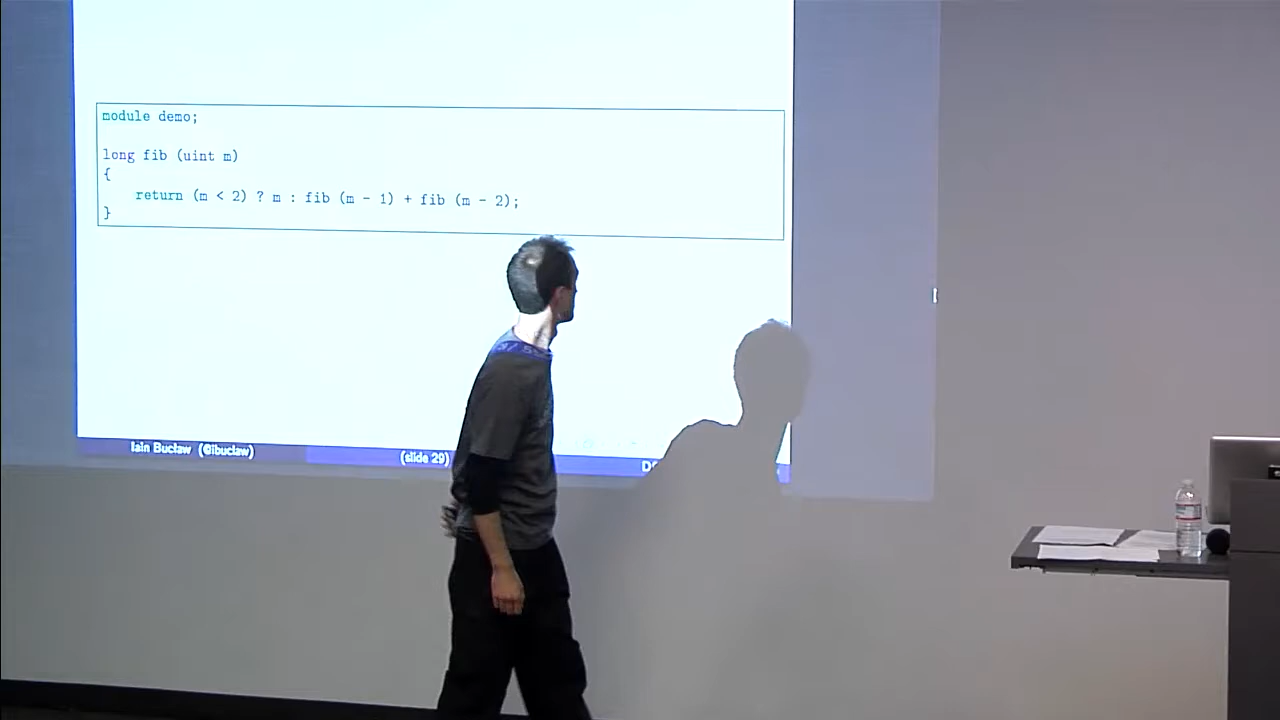 module demo;
long fib (uint m)
{
return (m < 2) ? m : fib (m - 1) + fib (m - 2);
}
Iain Buclaw (@ibuclaw)
(slide 29)